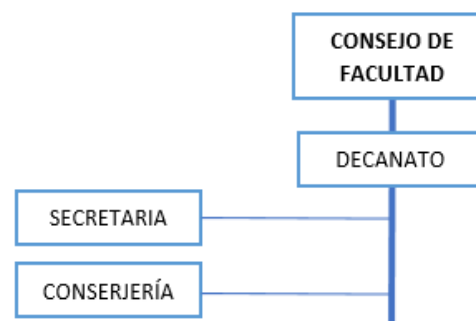 CONSEJO DE
FACULTAD
DECANATO
SECRETARIA
CONSERJERÍA